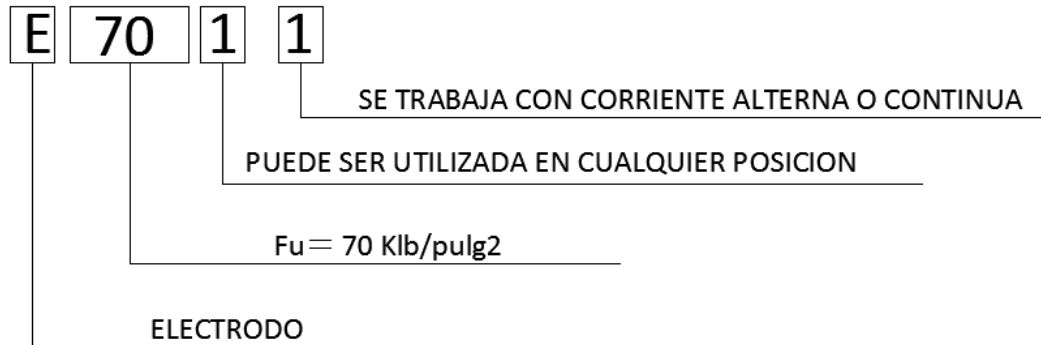 E 70 1 1
SE TRABAJA CON CORRIENTE ALTERNA O CONTINUA
PUEDE SER UTILIZADA EN CUALQUIER POSICION
Fu= 70 Klb/pulg2
ELECTRODO